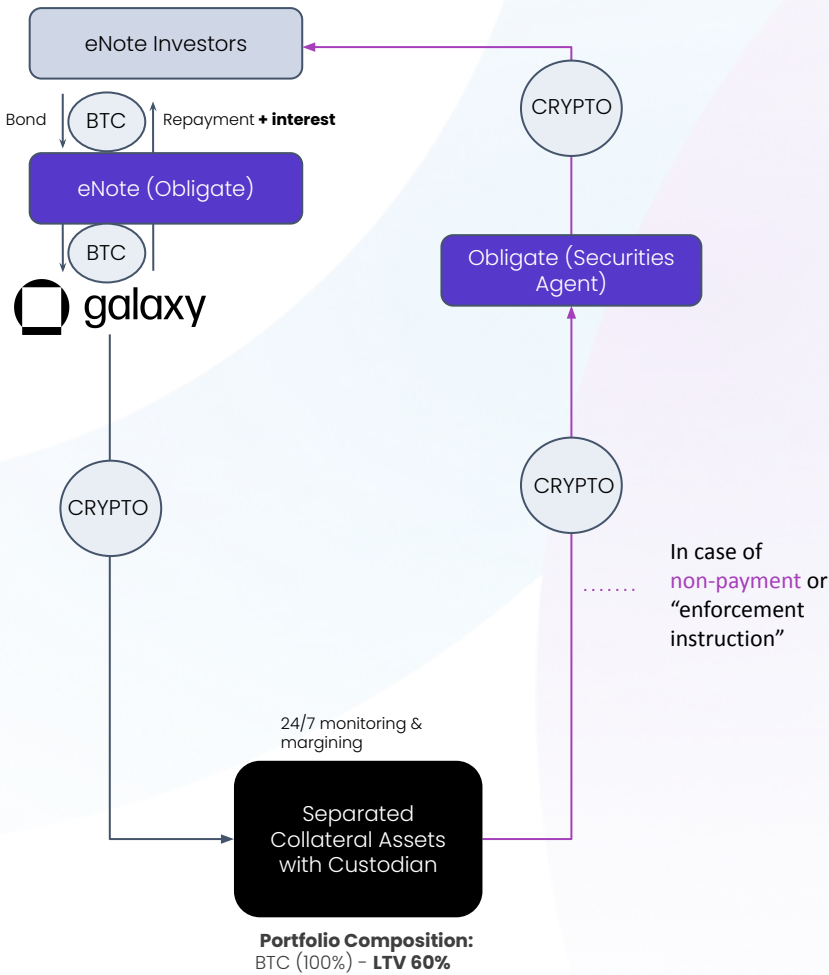 eNote Investors
CRYPTO
Bond
BTC
Repayment + interest
eNote (Obligate)
BTC
galaxy
Obligate (Securities
Agent)
CRYPTO
CRYPTO
In case of
non-payment or
“enforcement
instruction”
24/7 monitoring &
margining
Separated
Collateral Assets
with Custodian
Portfolio Composition:
BTC (100%) - LTV 60%